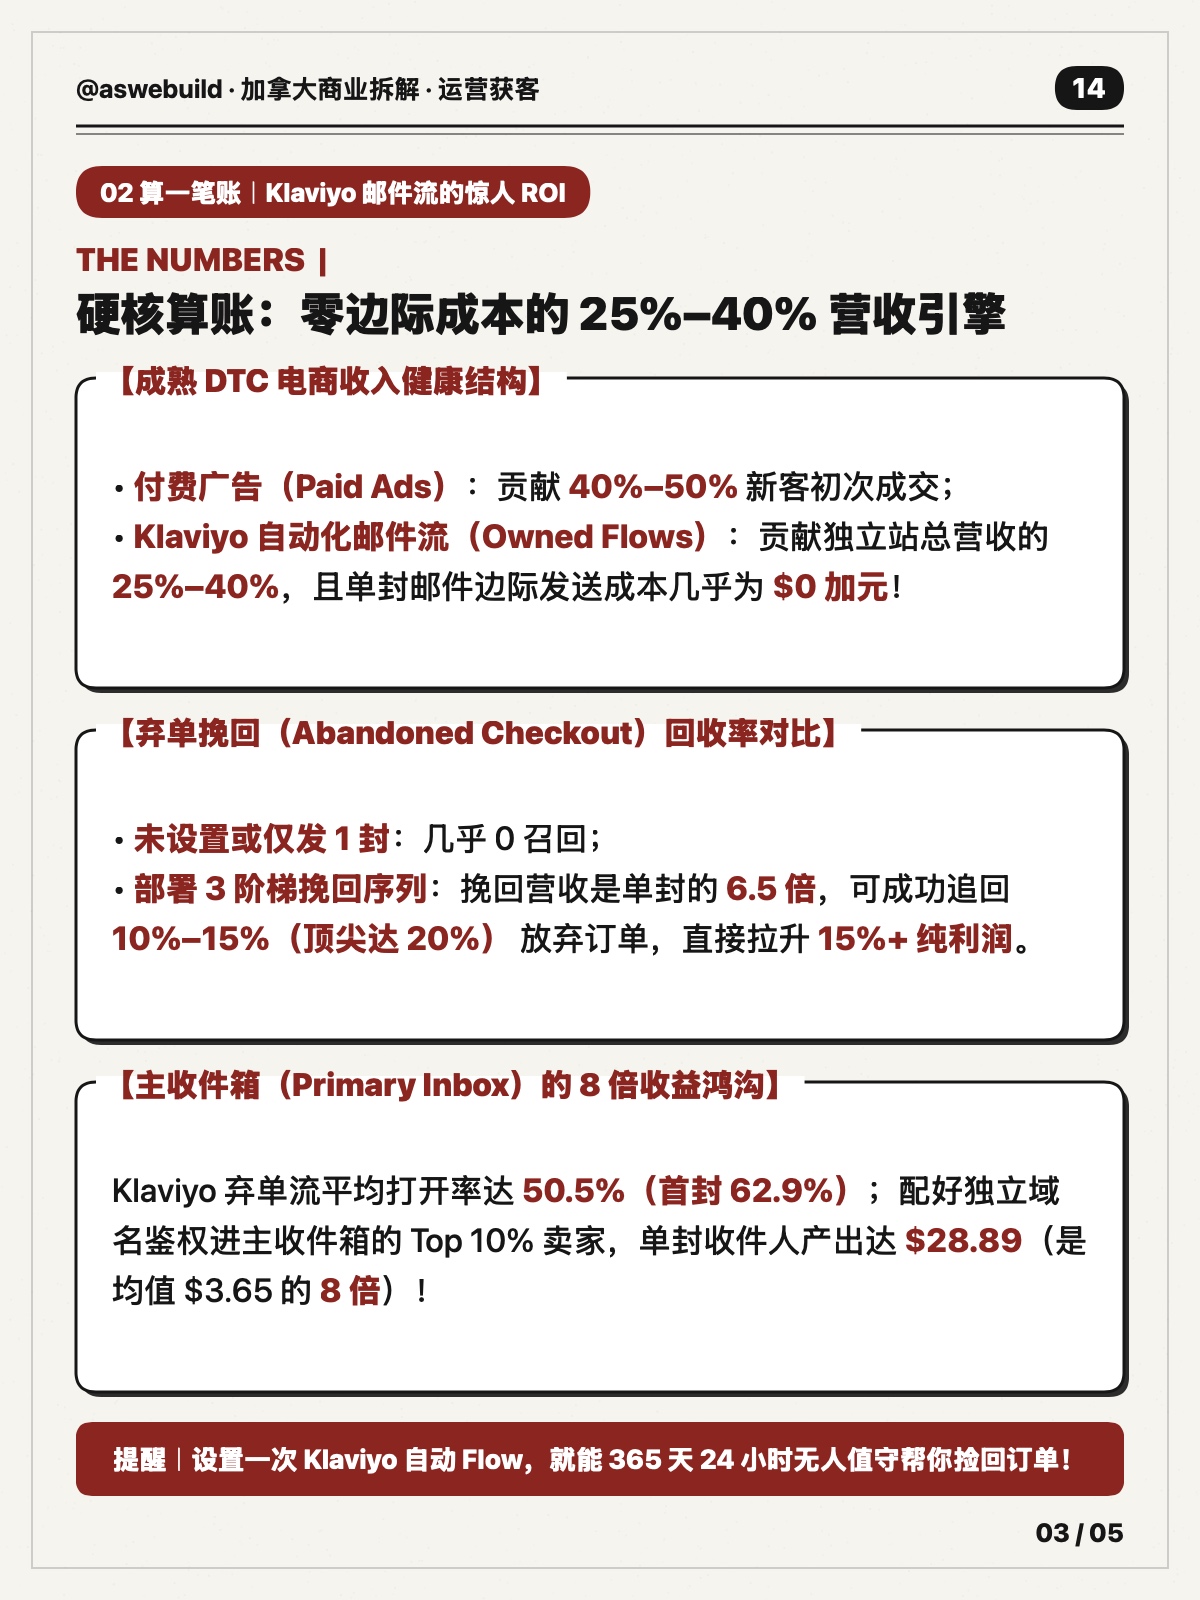 @aswebuild · 加拿大商业拆解 · 运营获客
14
02 算一笔账｜Klaviyo 邮件流的惊人 ROI
THE NUMBERS |
硬核算账：零边际成本的 25%–40% 营收引擎
【成熟 DTC 电商收入健康结构】
• 付费广告（Paid Ads）：贡献 40%–50% 新客初次成交；
• Klaviyo 自动化邮件流（Owned Flows）：贡献独立站总营收的
25%–40%，且单封邮件边际发送成本几乎为 $0 加元！
【弃单挽回（Abandoned Checkout）回收率对比】
• 未设置或仅发 1 封：几乎 0 召回；
• 部署 3 阶梯挽回序列：挽回营收是单封的 6.5 倍，可成功追回
10%–15%（顶尖达 20%）放弃订单，直接拉升 15%+ 纯利润。
【主收件箱（Primary Inbox）的 8 倍收益鸿沟】
Klaviyo 弃单流平均打开率达 50.5%（首封 62.9%）；配好独立域
名鉴权进主收件箱的 Top 10% 卖家，单封收件人产出达 $28.89（是
均值 $3.65 的 8 倍）！
提醒｜设置一次 Klaviyo 自动 Flow，就能 365 天 24 小时无人值守帮你捡回订单！
03 / 05